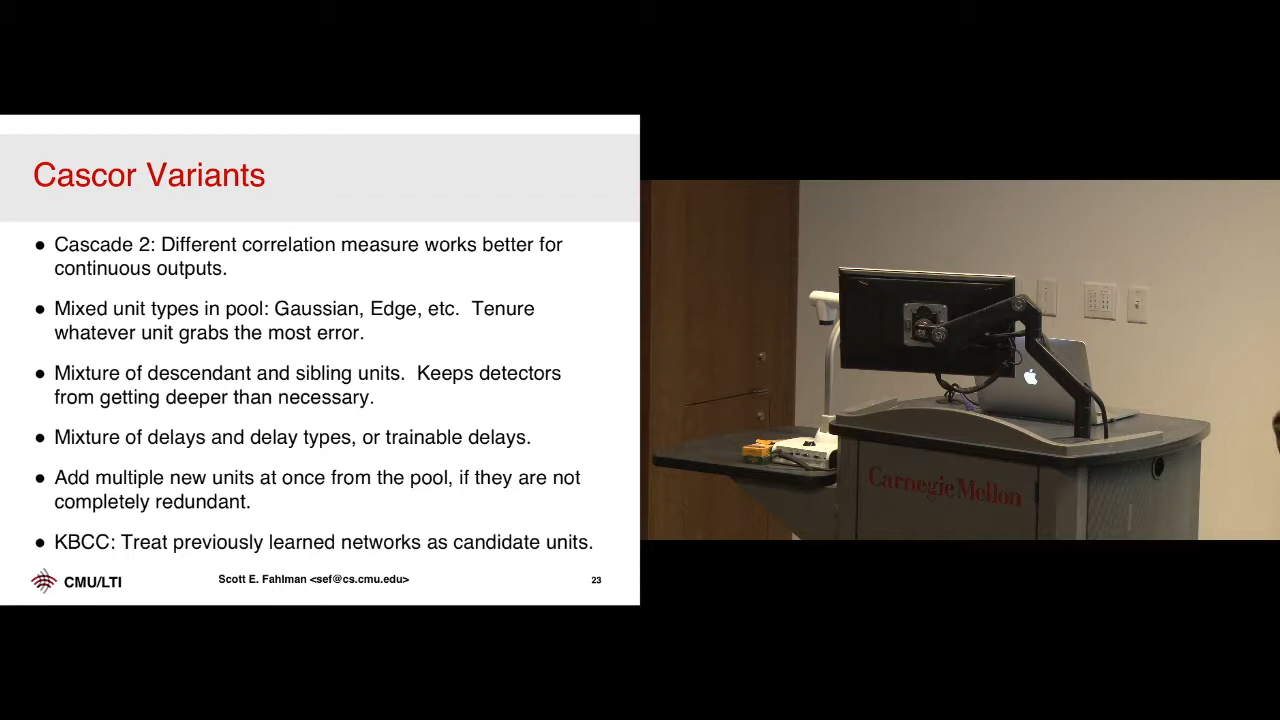 Cascor Variants
● Cascade 2: Different correlation measure works better for
continuous outputs.
● Mixed unit types in pool: Gaussian, Edge, etc. Tenure
whatever unit grabs the most error.
● Mixture of descendant and sibling units. Keeps detectors
from getting deeper than necessary.
● Mixture of delays and delay types, or trainable delays.
● Add multiple new units at once from the pool, if they are not
completely redundant.
● KBCC: Treat previously learned networks as candidate units.
CMU/LTI
Scott E. Fahlman <sef@cs.cmu.edu>
23
Carnegie Mellon